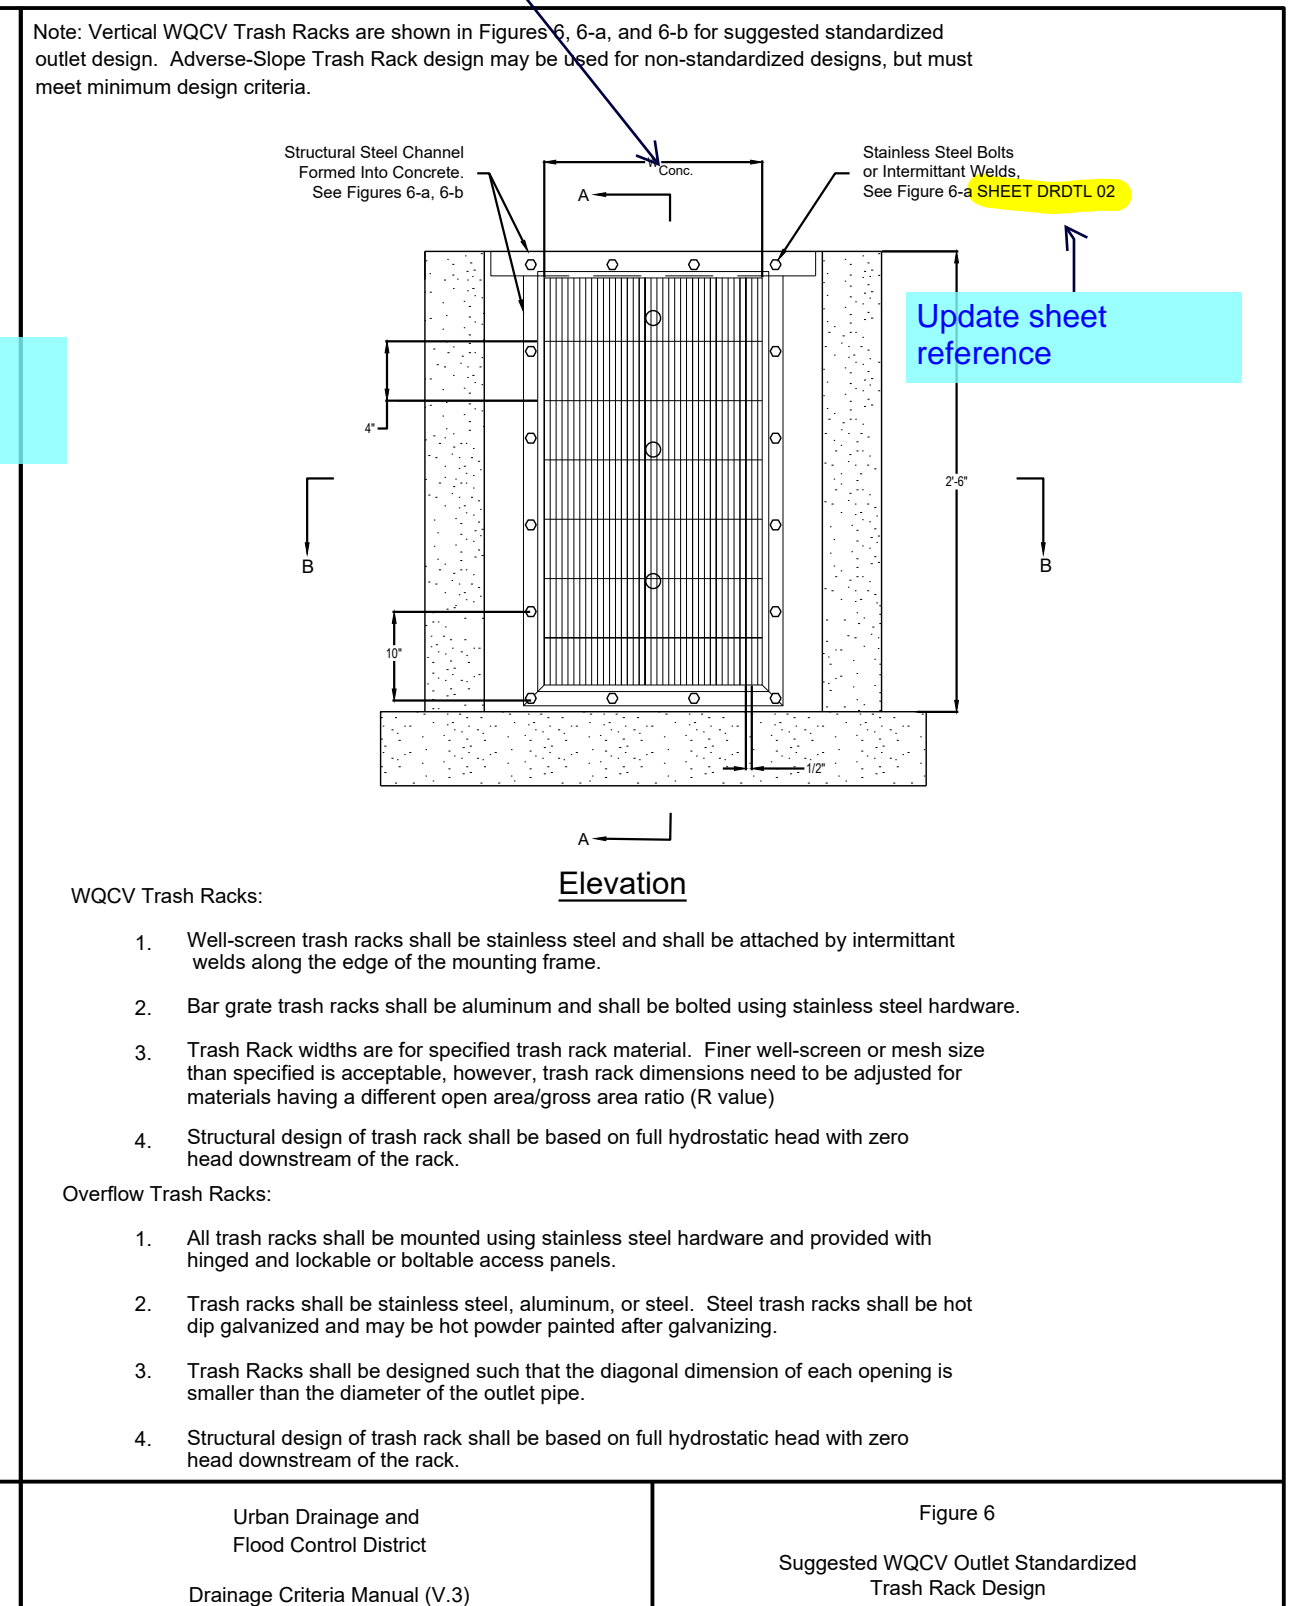 Note: Vertical WQCV Trash Racks are shown in Figures 6, 6-a, and 6-b for suggested standardized
outlet design.  Adverse-Slope Trash Rack design may be used for non-standardized designs, but must
meet minimum design criteria.
Structural Steel Channel
Formed Into Concrete.
See Figures 6-a, 6-b
W Conc.
Stainless Steel Bolts
or Intermittant Welds,
See Figure 6-a SHEET DRDTL 02
A
Update sheet
reference
4"
2'-6"
B
B
10"
1/2"
A
Elevation
WQCV Trash Racks:
1. Well-screen trash racks shall be stainless steel and shall be attached by intermittant
welds along the edge of the mounting frame.
2. Bar grate trash racks shall be aluminum and shall be bolted using stainless steel hardware.
3. Trash Rack widths are for specified trash rack material.  Finer well-screen or mesh size
than specified is acceptable, however, trash rack dimensions need to be adjusted for
materials having a different open area/gross area ratio (R value)
4. Structural design of trash rack shall be based on full hydrostatic head with zero
head downstream of the rack.
Overflow Trash Racks:
1. All trash racks shall be mounted using stainless steel hardware and provided with
hinged and lockable or boltable access panels.
2. Trash racks shall be stainless steel, aluminum, or steel.  Steel trash racks shall be hot
dip galvanized and may be hot powder painted after galvanizing.
3. Trash Racks shall be designed such that the diagonal dimension of each opening is
smaller than the diameter of the outlet pipe.
4. Structural design of trash rack shall be based on full hydrostatic head with zero
head downstream of the rack.
Urban Drainage and
Flood Control District
Drainage Criteria Manual (V.3)
Figure 6
Suggested WQCV Outlet Standardized
Trash Rack Design